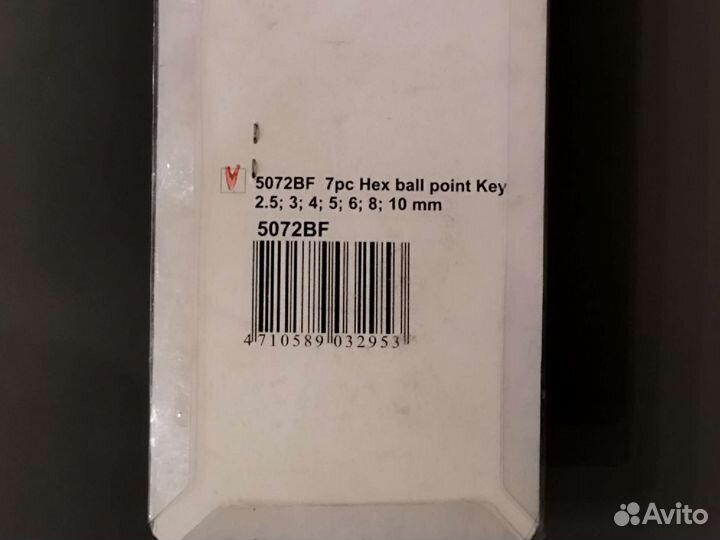 5072BF 7pc Hex ball point Key
2.5; 3; 4; 5; 6; 8; 10 mm
5072BF
4 710589 032953
Avito